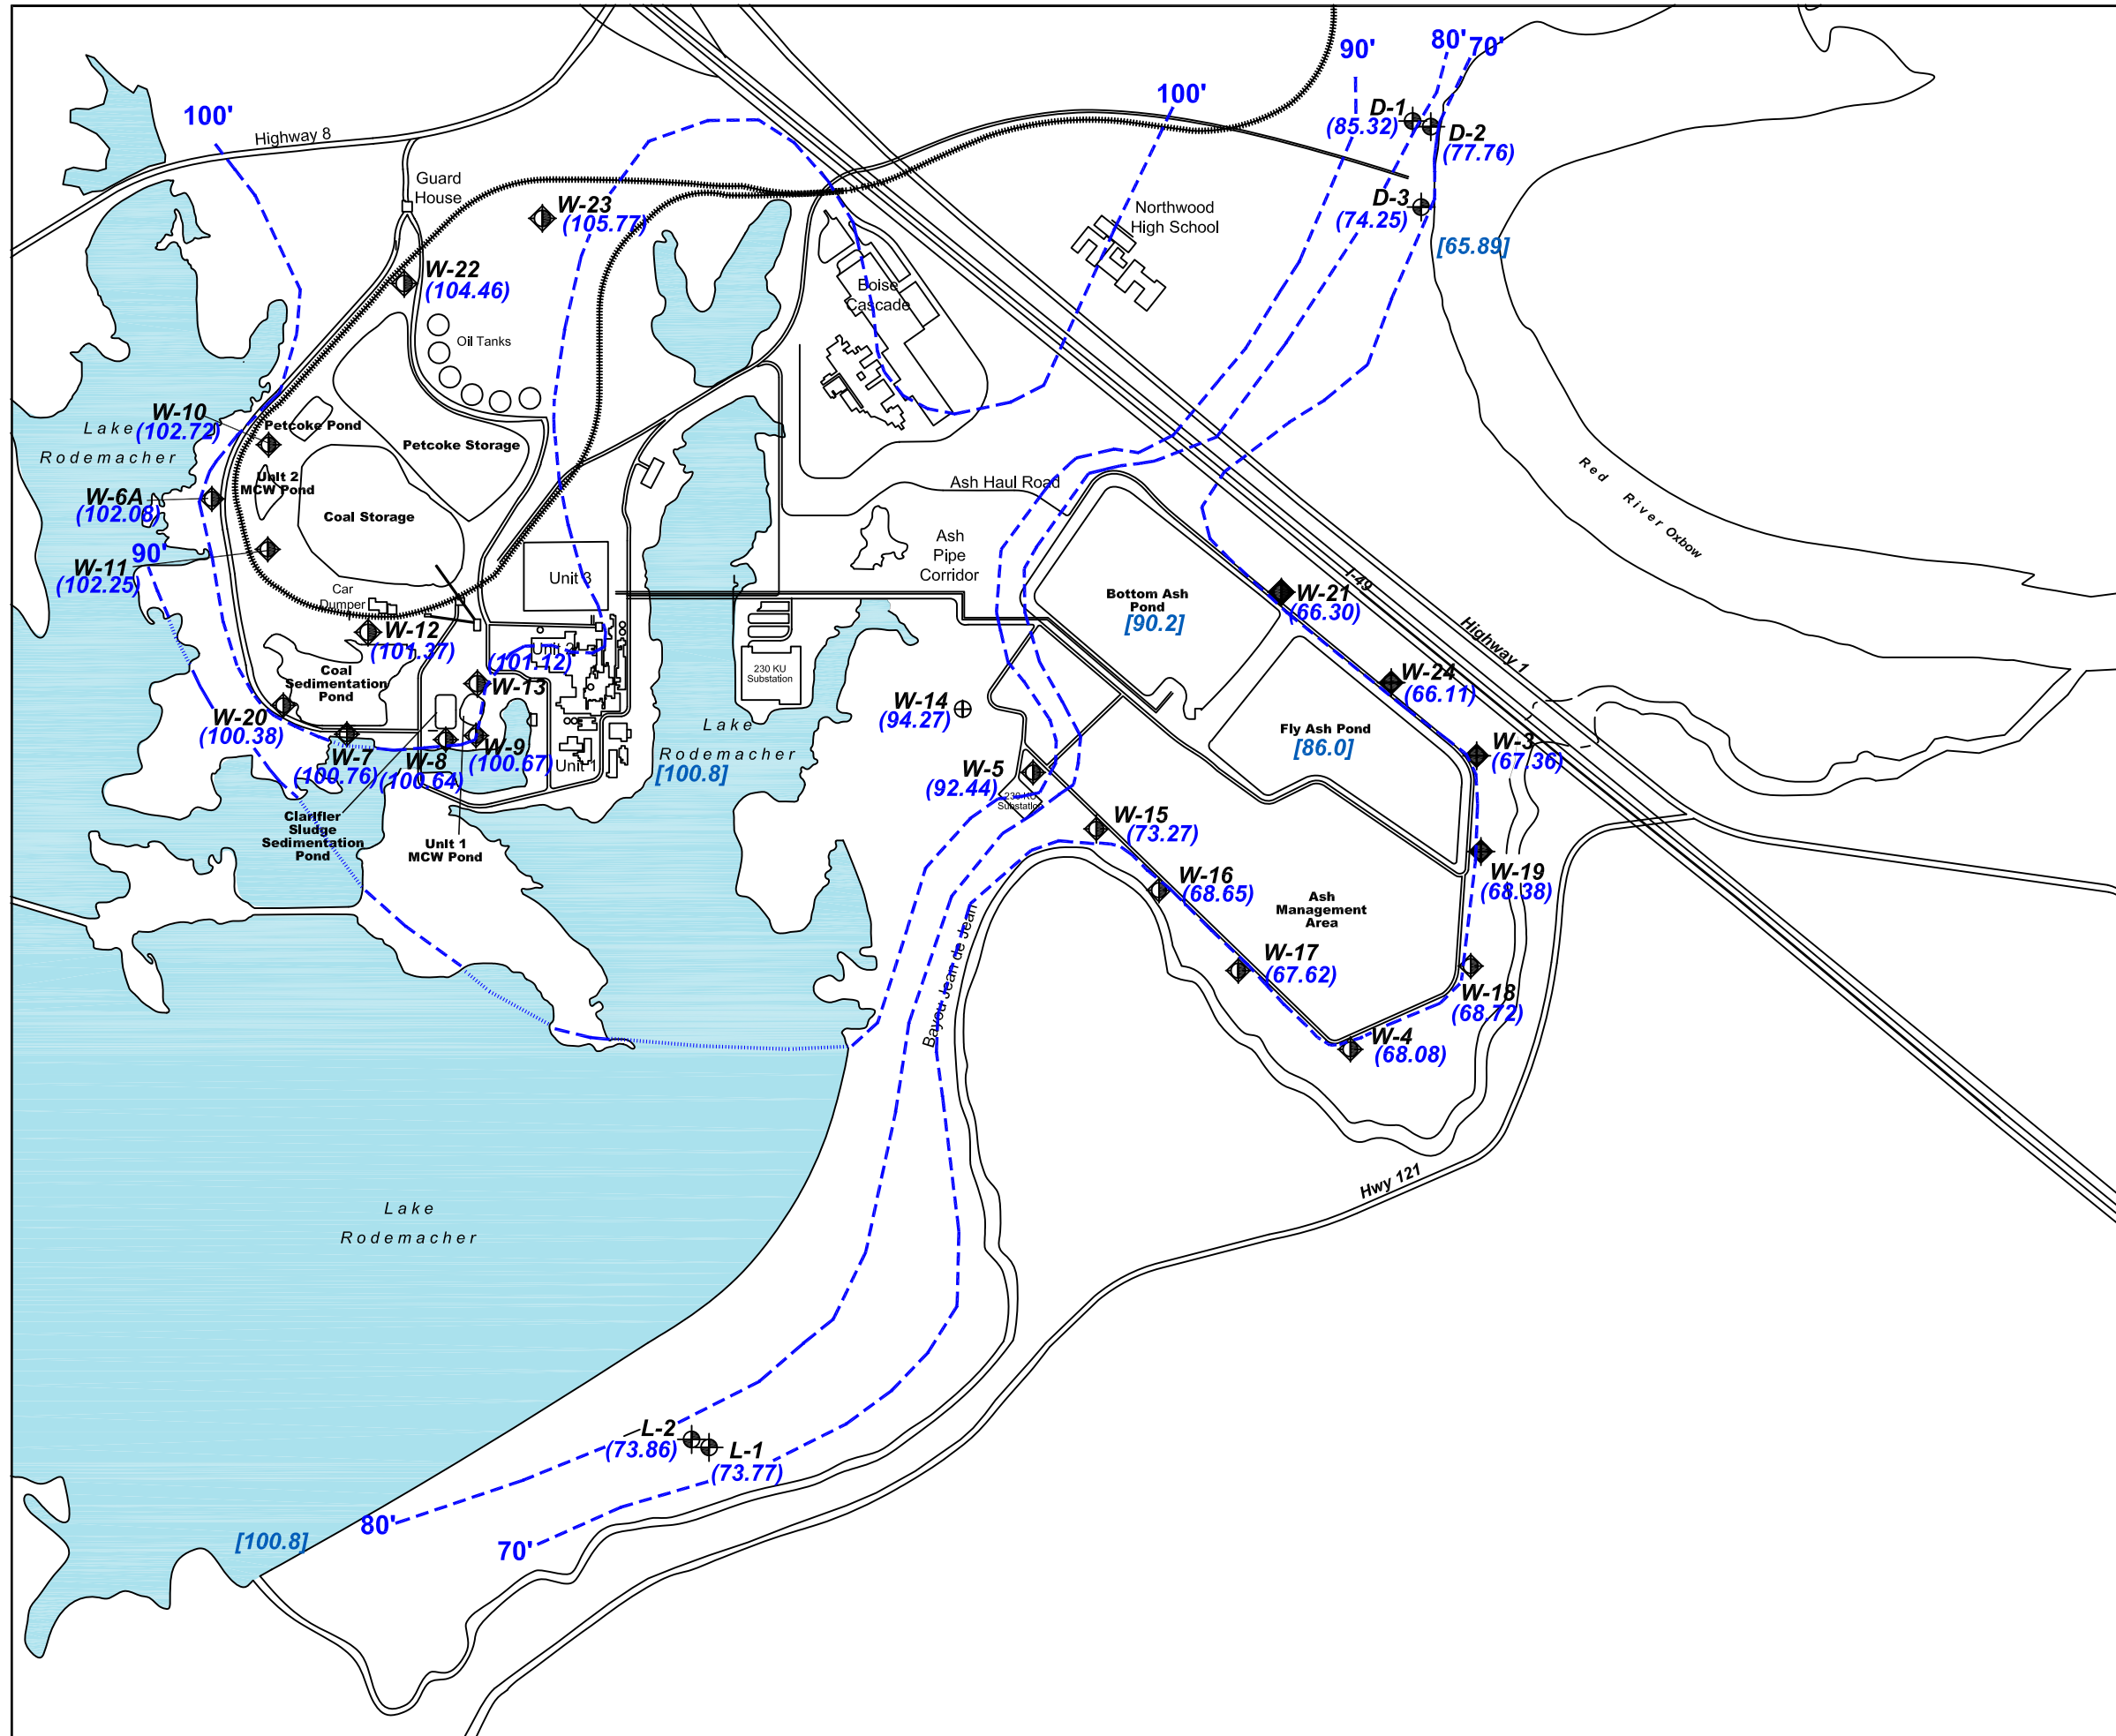 80'
70'
90'
100'
D-1
(85.32)
100'
D-2
(77.76)
Highway 8
Guard
House
W-23
(105.77)
Northwood
High School
D-3
(74.25)
[65.89]
W-22
(104.46)
Boise
Cascade
Oil Tanks
W-10
(102.72)
Petcoke Pond
Lake
Rodemacher
Petcoke Storage
Unit 2
MCW Pond
W-6A
(102.08)
Coal Storage
Ash Haul Road
Red River Oxbow
90'
W-11
(102.25)
Ash
Pipe
Corridor
Unit 3
Car
Dumper
I-49
Bottom Ash
Pond
[90.2]
W-21
(66.30)
Highway 1
W-12
(101.37)
Unit 2
(101.12)
W-13
Coal
Sedimentation
Pond
230 KU
Substation
W-24
(66.11)
W-20
(100.38)
W-14
(94.27)
Lake
Rodemacher
[100.8]
Fly Ash Pond
[86.0]
W-3
(67.36)
W-7
(100.76)
W-8
(100.64)
W-9
(100.67)
Unit 1
W-5
(92.44)
230 KU
Substation
Clarifier
Sludge
Sedimentation
Pond
Unit 1
MCW Pond
W-15
(73.27)
W-16
(68.65)
W-19
(68.38)
Ash
Management
Area
Bayou Jean de Jean
W-17
(67.62)
W-18
(68.72)
W-4
(68.08)
Hwy 121
Lake
Rodemacher
L-2
(73.86)
L-1
(73.77)
80'
[100.8]
70'